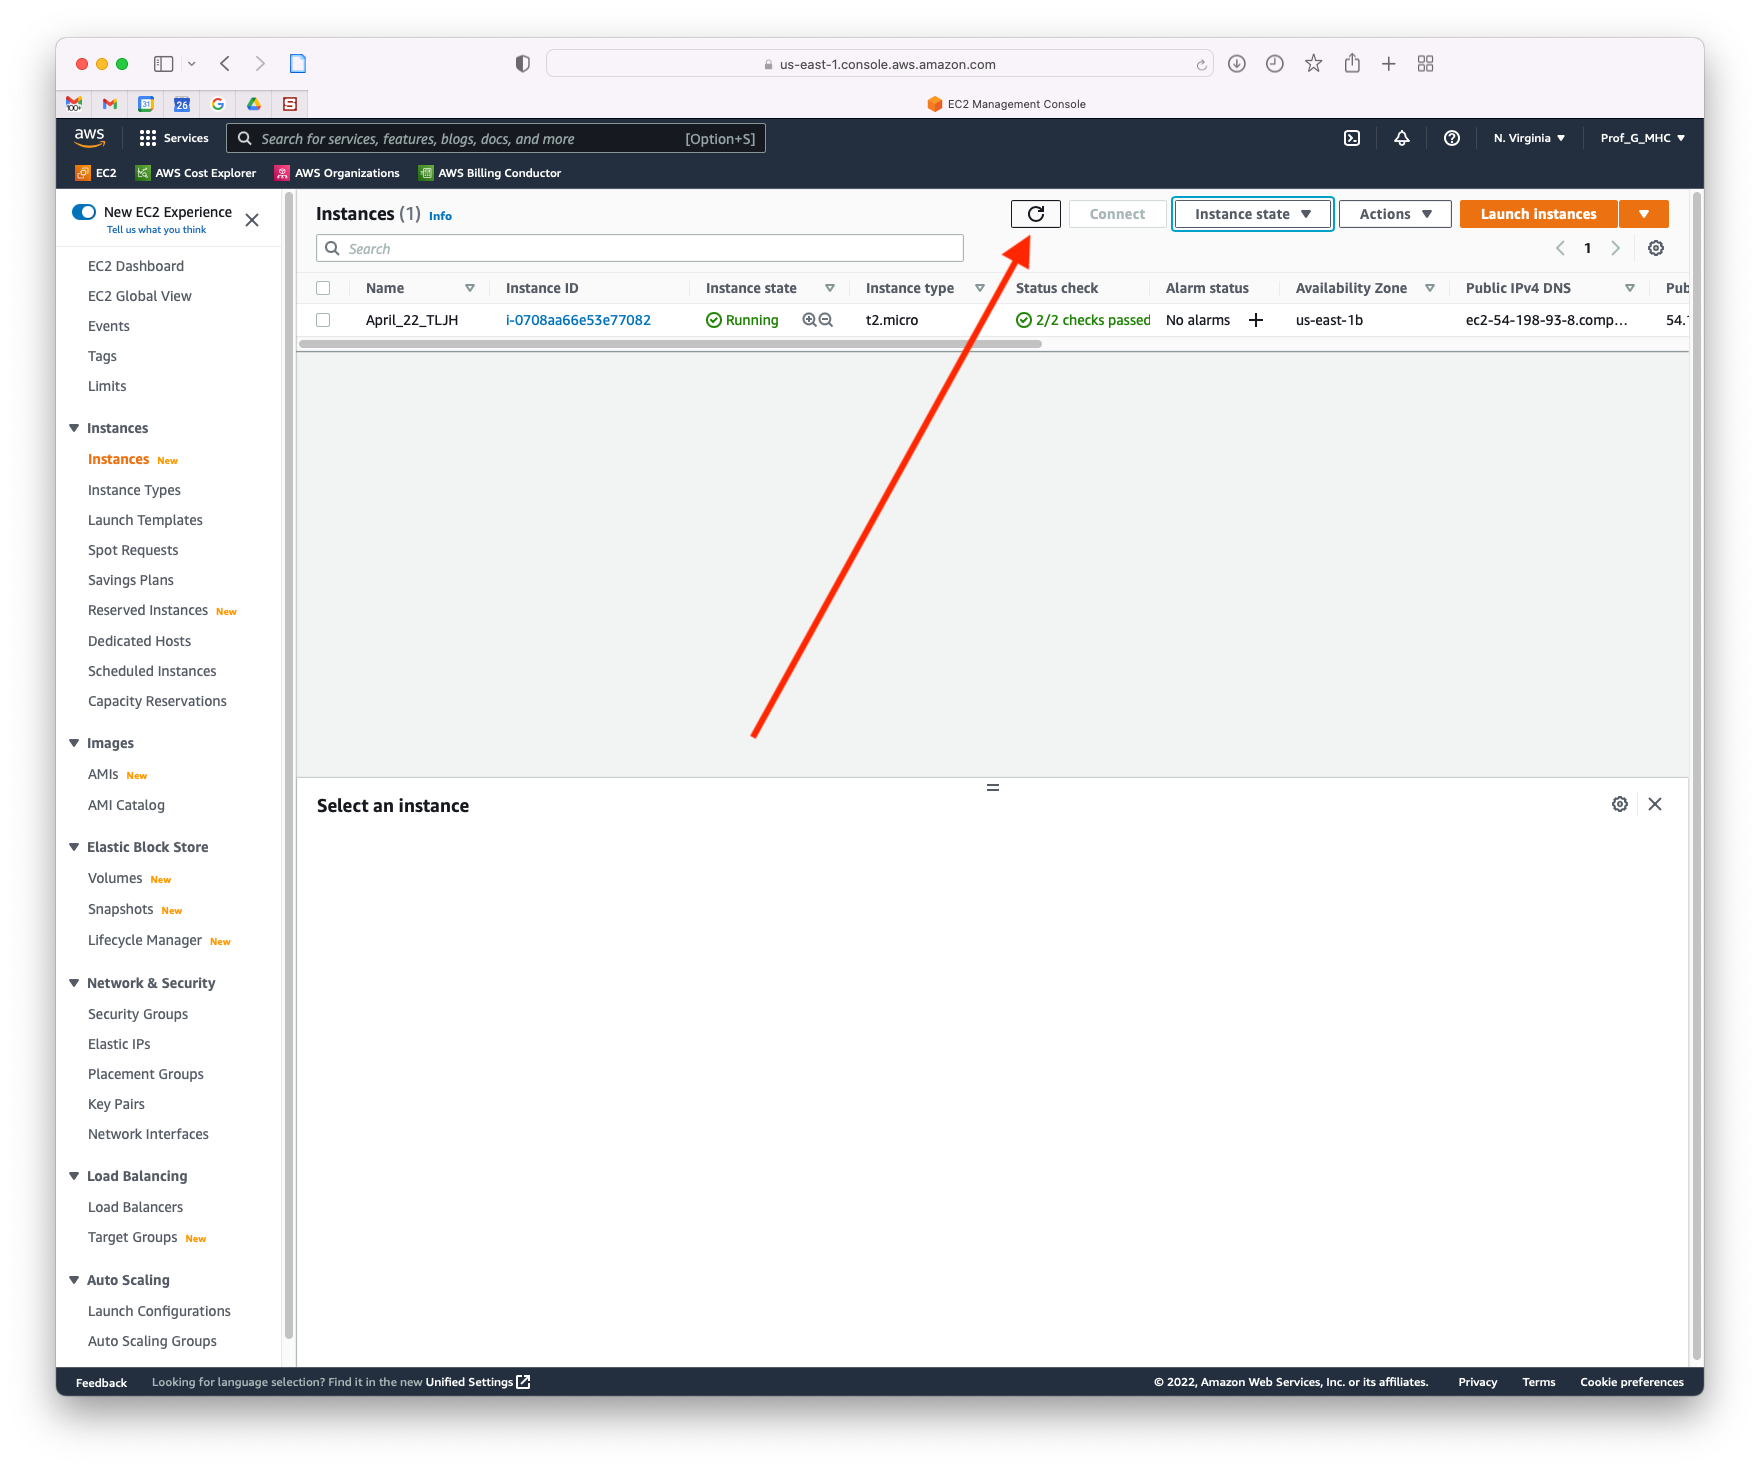 us-east-1.console.aws.amazon.com
EC2 Management Console
aws
Services
Search for services, features, blogs, docs, and more [Option+S]
N. Virginia
Prof_G_MHC
EC2
AWS Cost Explorer
AWS Organizations
AWS Billing Conductor
New EC2 Experience
Tell us what you think
EC2 Dashboard
EC2 Global View
Events
Tags
Limits
Instances
Instances New
Instance Types
Launch Templates
Spot Requests
Savings Plans
Reserved Instances New
Dedicated Hosts
Scheduled Instances
Capacity Reservations
Images
AMIs New
AMI Catalog
Elastic Block Store
Volumes New
Snapshots New
Lifecycle Manager New
Network & Security
Security Groups
Elastic IPs
Placement Groups
Key Pairs
Network Interfaces
Load Balancing
Load Balancers
Target Groups New
Auto Scaling
Launch Configurations
Auto Scaling Groups
Instances (1) Info
Connect
Instance state
Actions
Launch instances
Search
1
Name Instance ID Instance state Instance type Status check Alarm status Availability Zone Public IPv4 DNS Pub
April_22_TLJH i-0708aa66e53e77082 Running t2.micro 2/2 checks passed No alarms + us-east-1b ec2-54-198-93-8.comp... 54.
Select an instance
Feedback Looking for language selection? Find it in the new Unified Settings
© 2022, Amazon Web Services, Inc. or its affiliates. Privacy Terms Cookie preferences